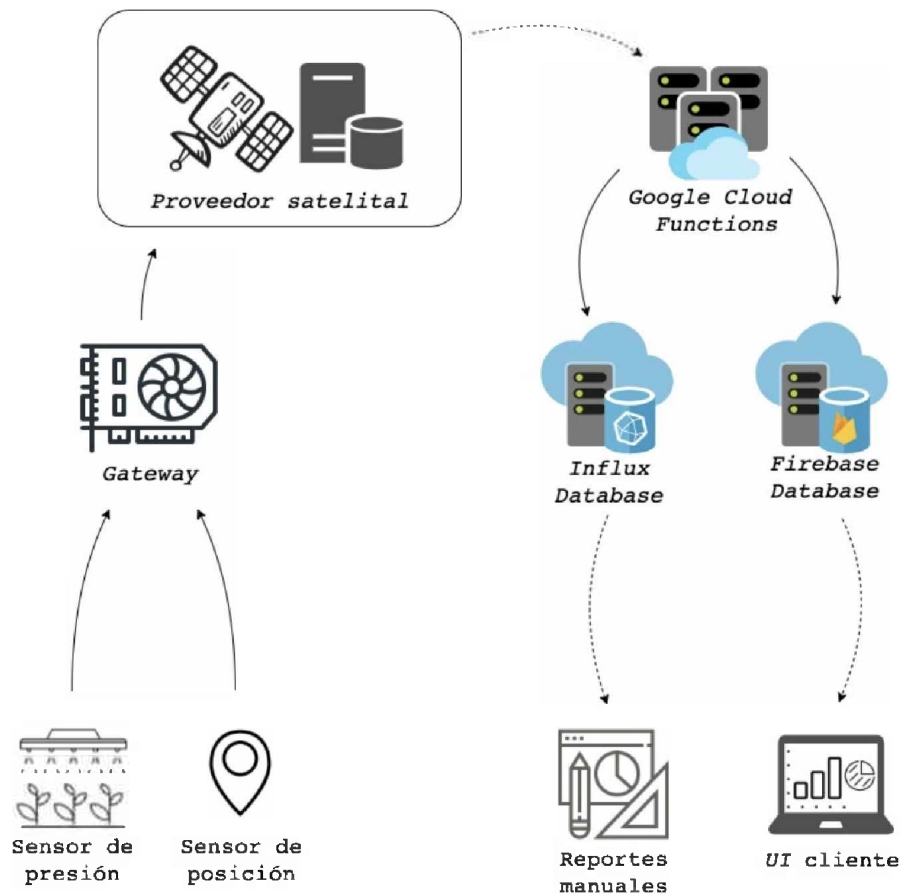 Proveedor satelital
Google Cloud
Functions
Gateway
Influx
Database
Firebase
Database
Sensor de
presión
Sensor de
posición
Reportes
manuales
UI cliente